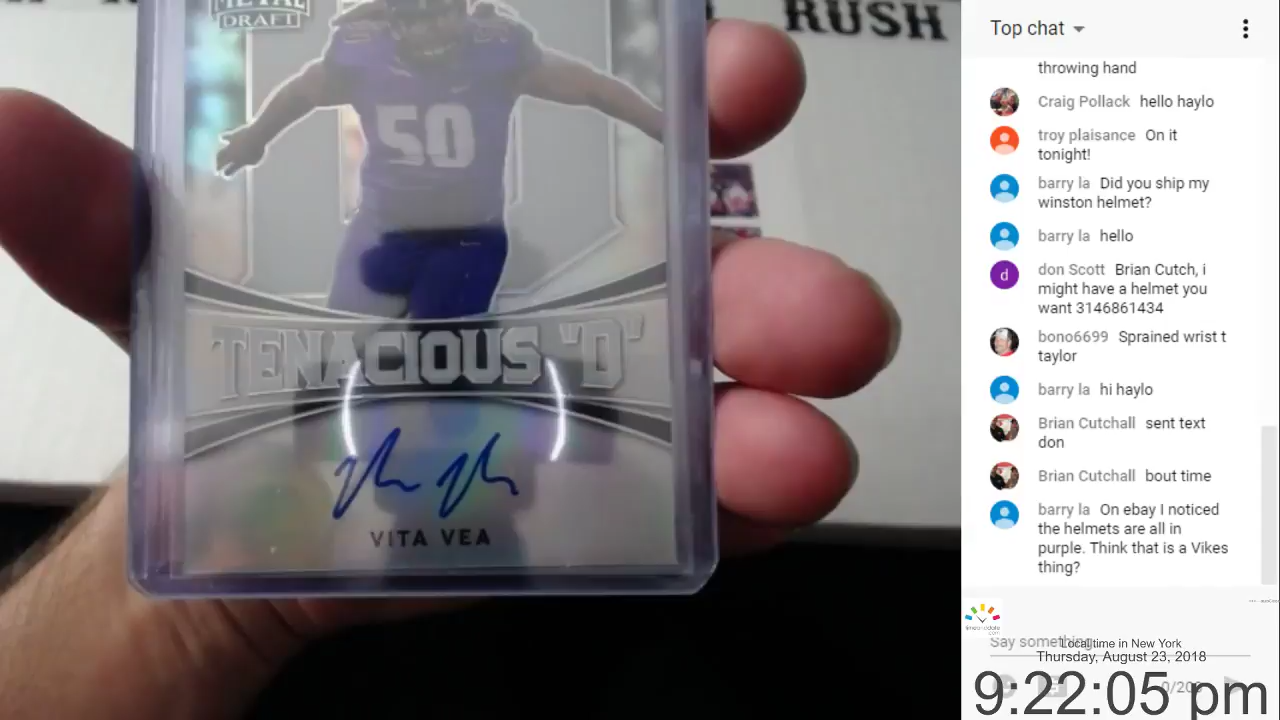 METAL
DRAFT
RUSH
50
TENACIOUS "D"
VITA VEA
Top chat
throwing hand
Craig Pollack hello haylo
troy plaisance On it
tonight!
barry la Did you ship my
winston helmet?
barry la hello
don Scott Brian Cutch, i
might have a helmet you
want 3146861434
bono6699 Sprained wrist t
taylor
barry la hi haylo
Brian Cutchall sent text
don
Brian Cutchall bout time
barry la On ebay I noticed
the helmets are all in
purple. Think that is a Vikes
thing?
Say something...
Local time in New York
Thursday, August 23, 2018
0/200
9:22:05 pm